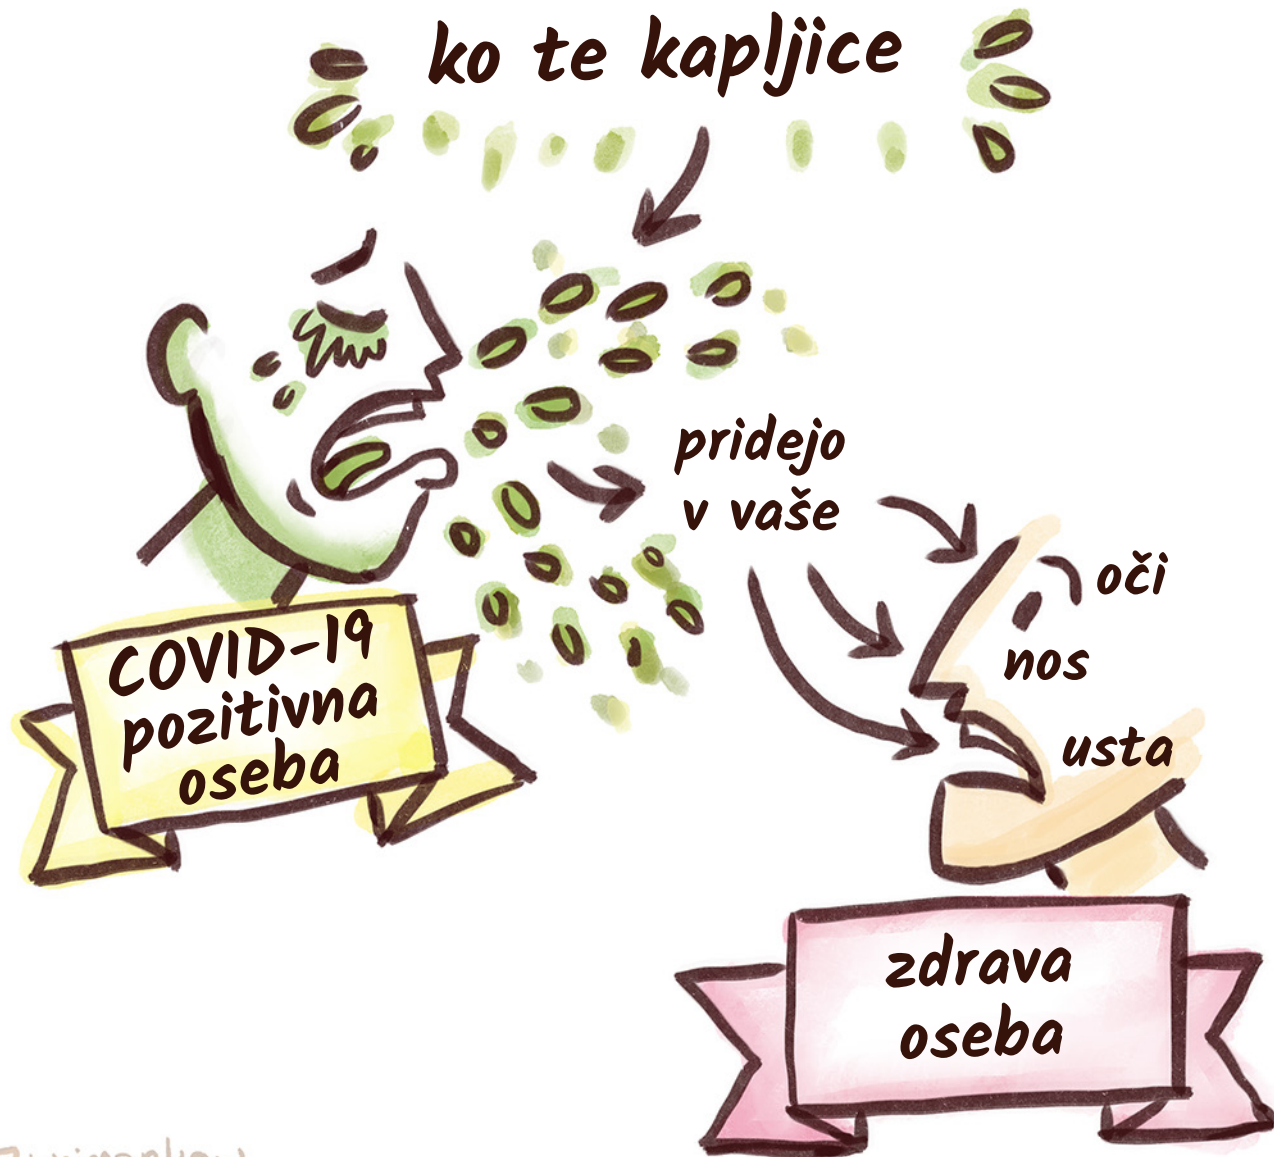 ko te kapljice
pridejo
v vaše
oči
nos
usta
COVID-19
pozitivna
oseba
zdrava
oseba